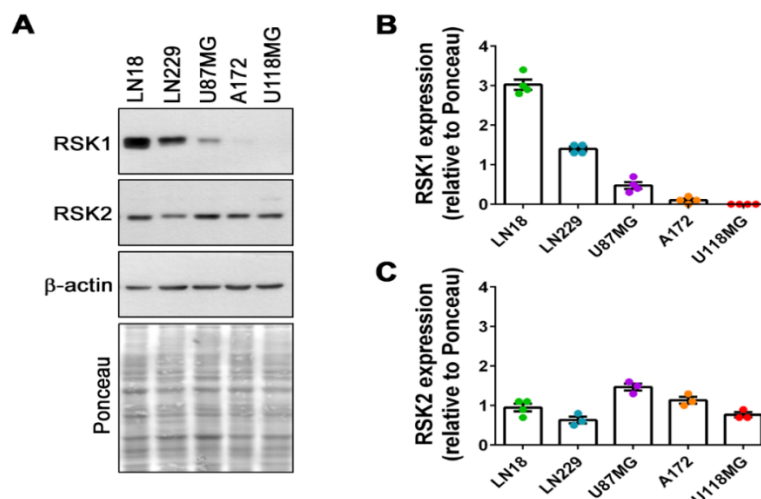 A
LN18
LN229
U87MG
A172
U118MG
RSK1
RSK2
β-actin
Ponceau
B
RSK1 expression
(relative to Ponceau)
4
3
2
1
0
LN18
LN229
U87MG
A172
U118MG
C
RSK2 expression
(relative to Ponceau)
4
3
2
1
0
LN18
LN229
U87MG
A172
U118MG